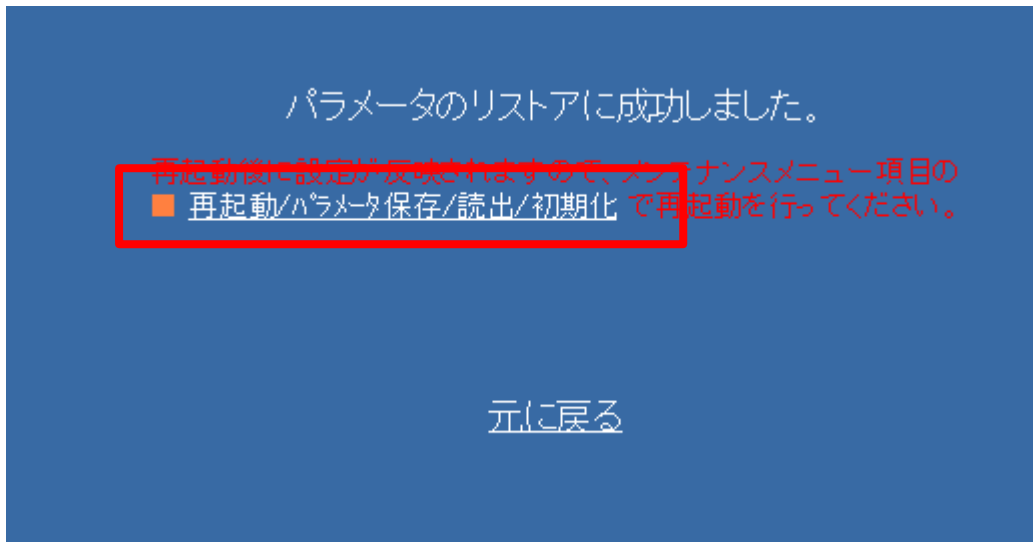 パラメータのリストアに成功しました。
再起動後に設定が反映されますので、メンテナンスメニュー項目の
■ 再起動/パラメータ保存/読出/初期化 で再起動を行ってください。
元に戻る